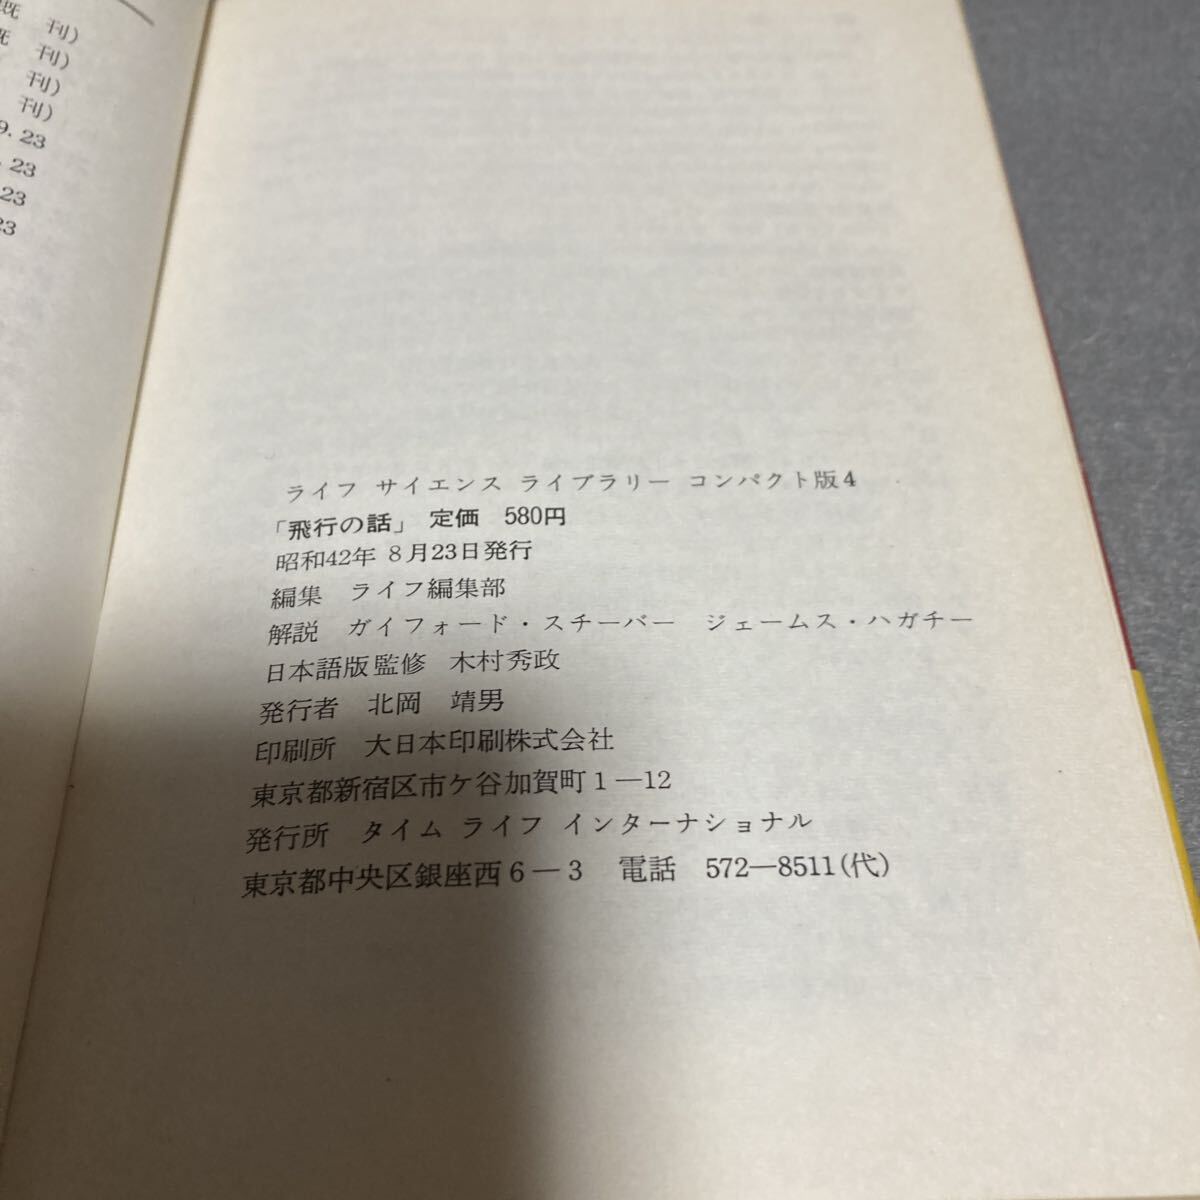 既 刊)
既 刊)
刊)
刊)
9. 23
23
23
23
ライフ サイエンス ライブラリー コンパクト版4
「飛行の話」 定価 580円
昭和42年 8月23日発行
編集 ライフ編集部
解説 ガイフォード・スチーバー ジェームス・ハガチー
日本語版監修 木村秀政
発行者 北岡 靖男
印刷所 大日本印刷株式会社
東京都新宿区市ケ谷加賀町1—12
発行所 タイム ライフ インターナショナル
東京都中央区銀座西6—3 電話 572—8511(代)